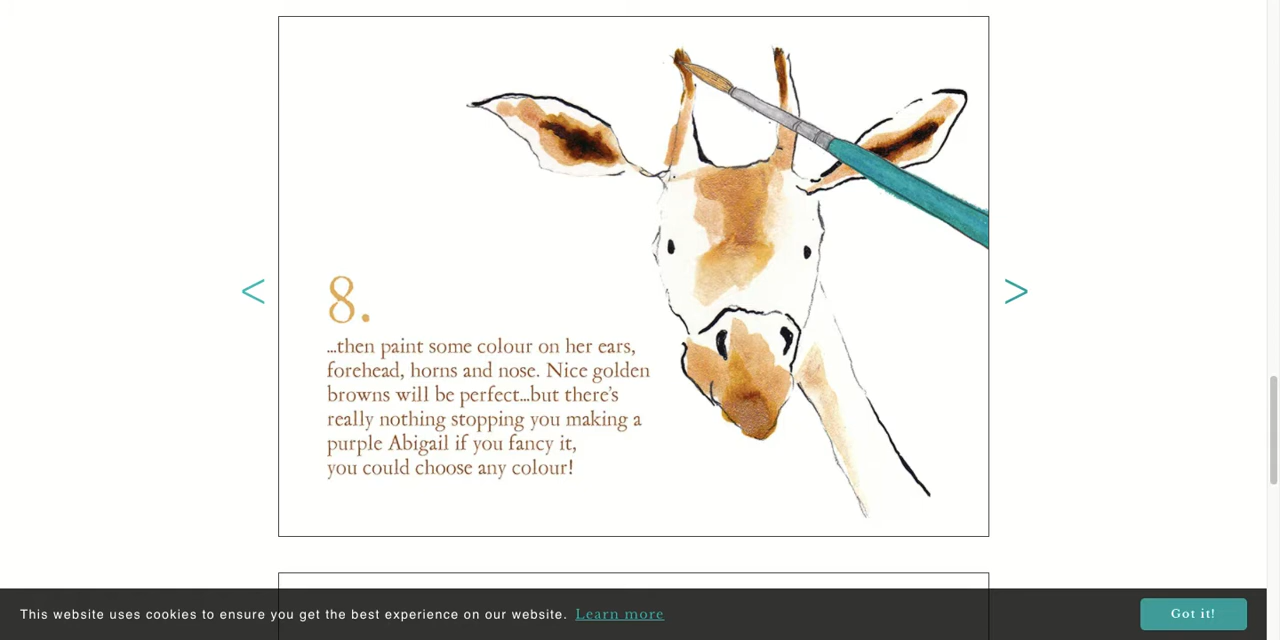 8.
...then paint some colour on her ears,
forehead, horns and nose. Nice golden
browns will be perfect...but there's
really nothing stopping you making a
purple Abigail if you fancy it,
you could choose any colour!
<
>
This website uses cookies to ensure you get the best experience on our website. Learn more
Got it!